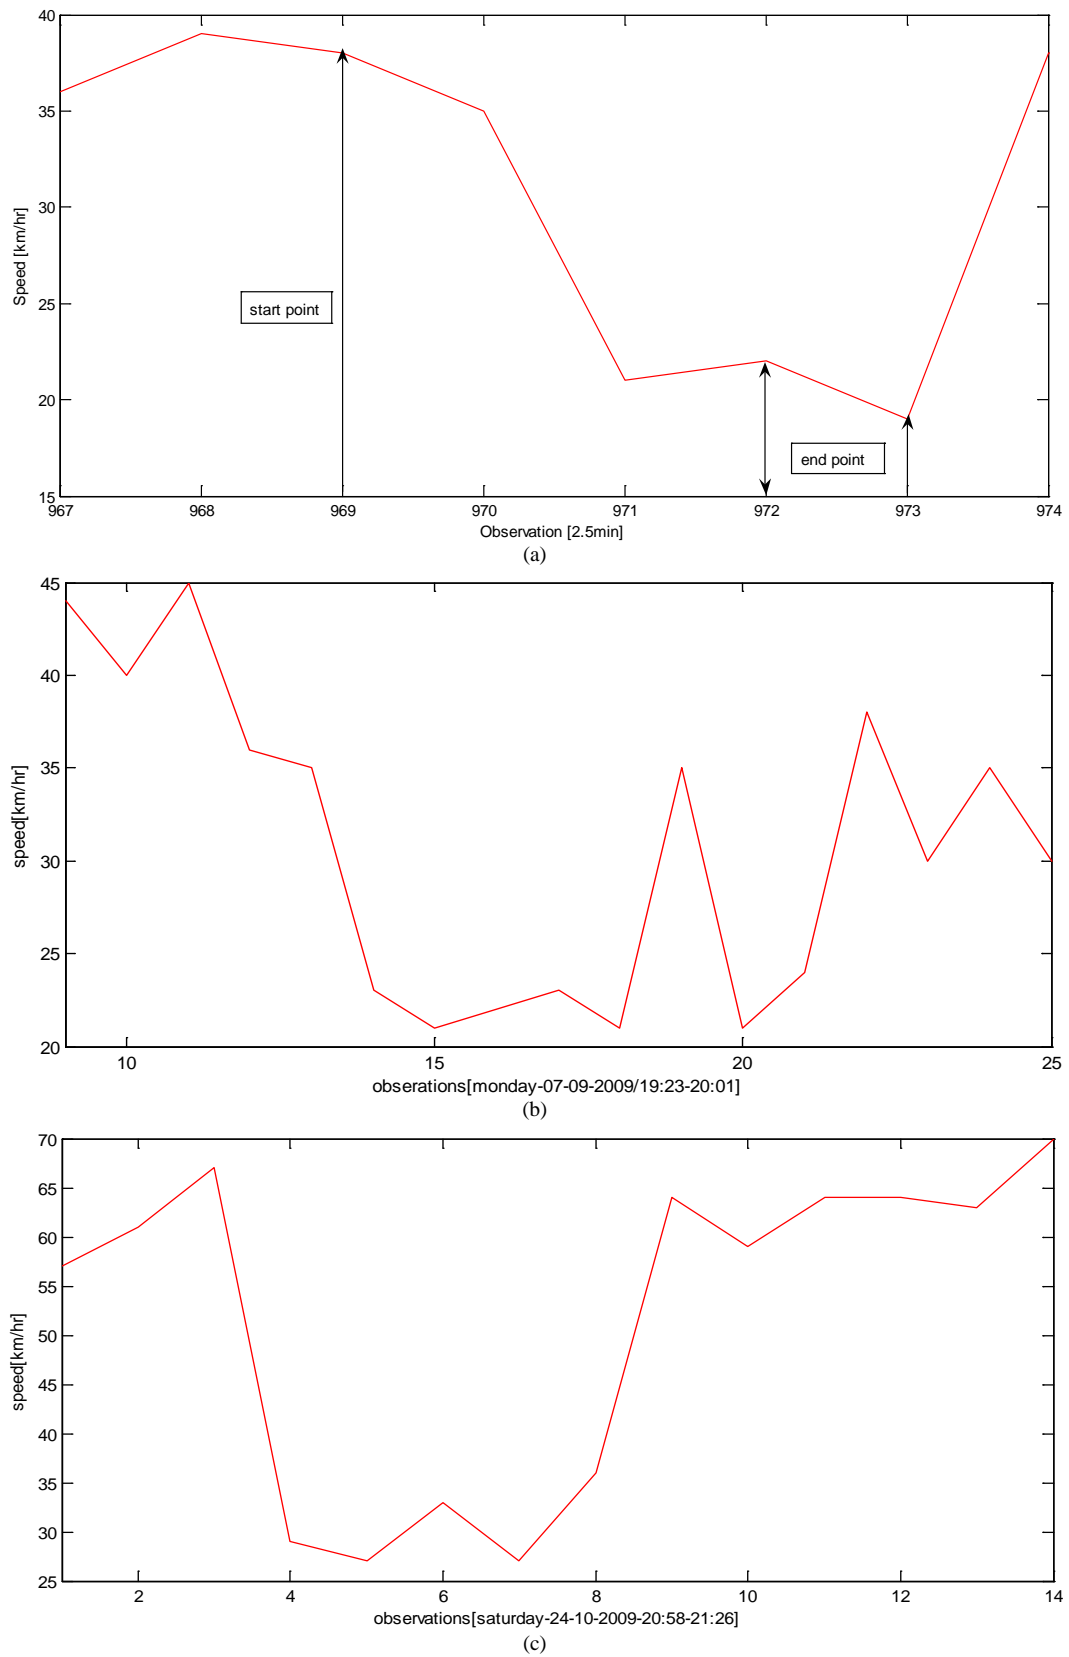 40
35
30
25
20
15
Speed [km/hr]
start point
end point
967 968 969 970 971 972 973 974
Observation [2.5min]
(a)
45
40
35
30
25
20
speed[km/hr]
10 15 20 25
obserations[monday-07-09-2009/19:23-20:01]
(b)
70
65
60
55
50
45
40
35
30
25
speed[km/hr]
2 4 6 8 10 12 14
observations[saturday-24-10-2009-20:58-21:26]
(c)